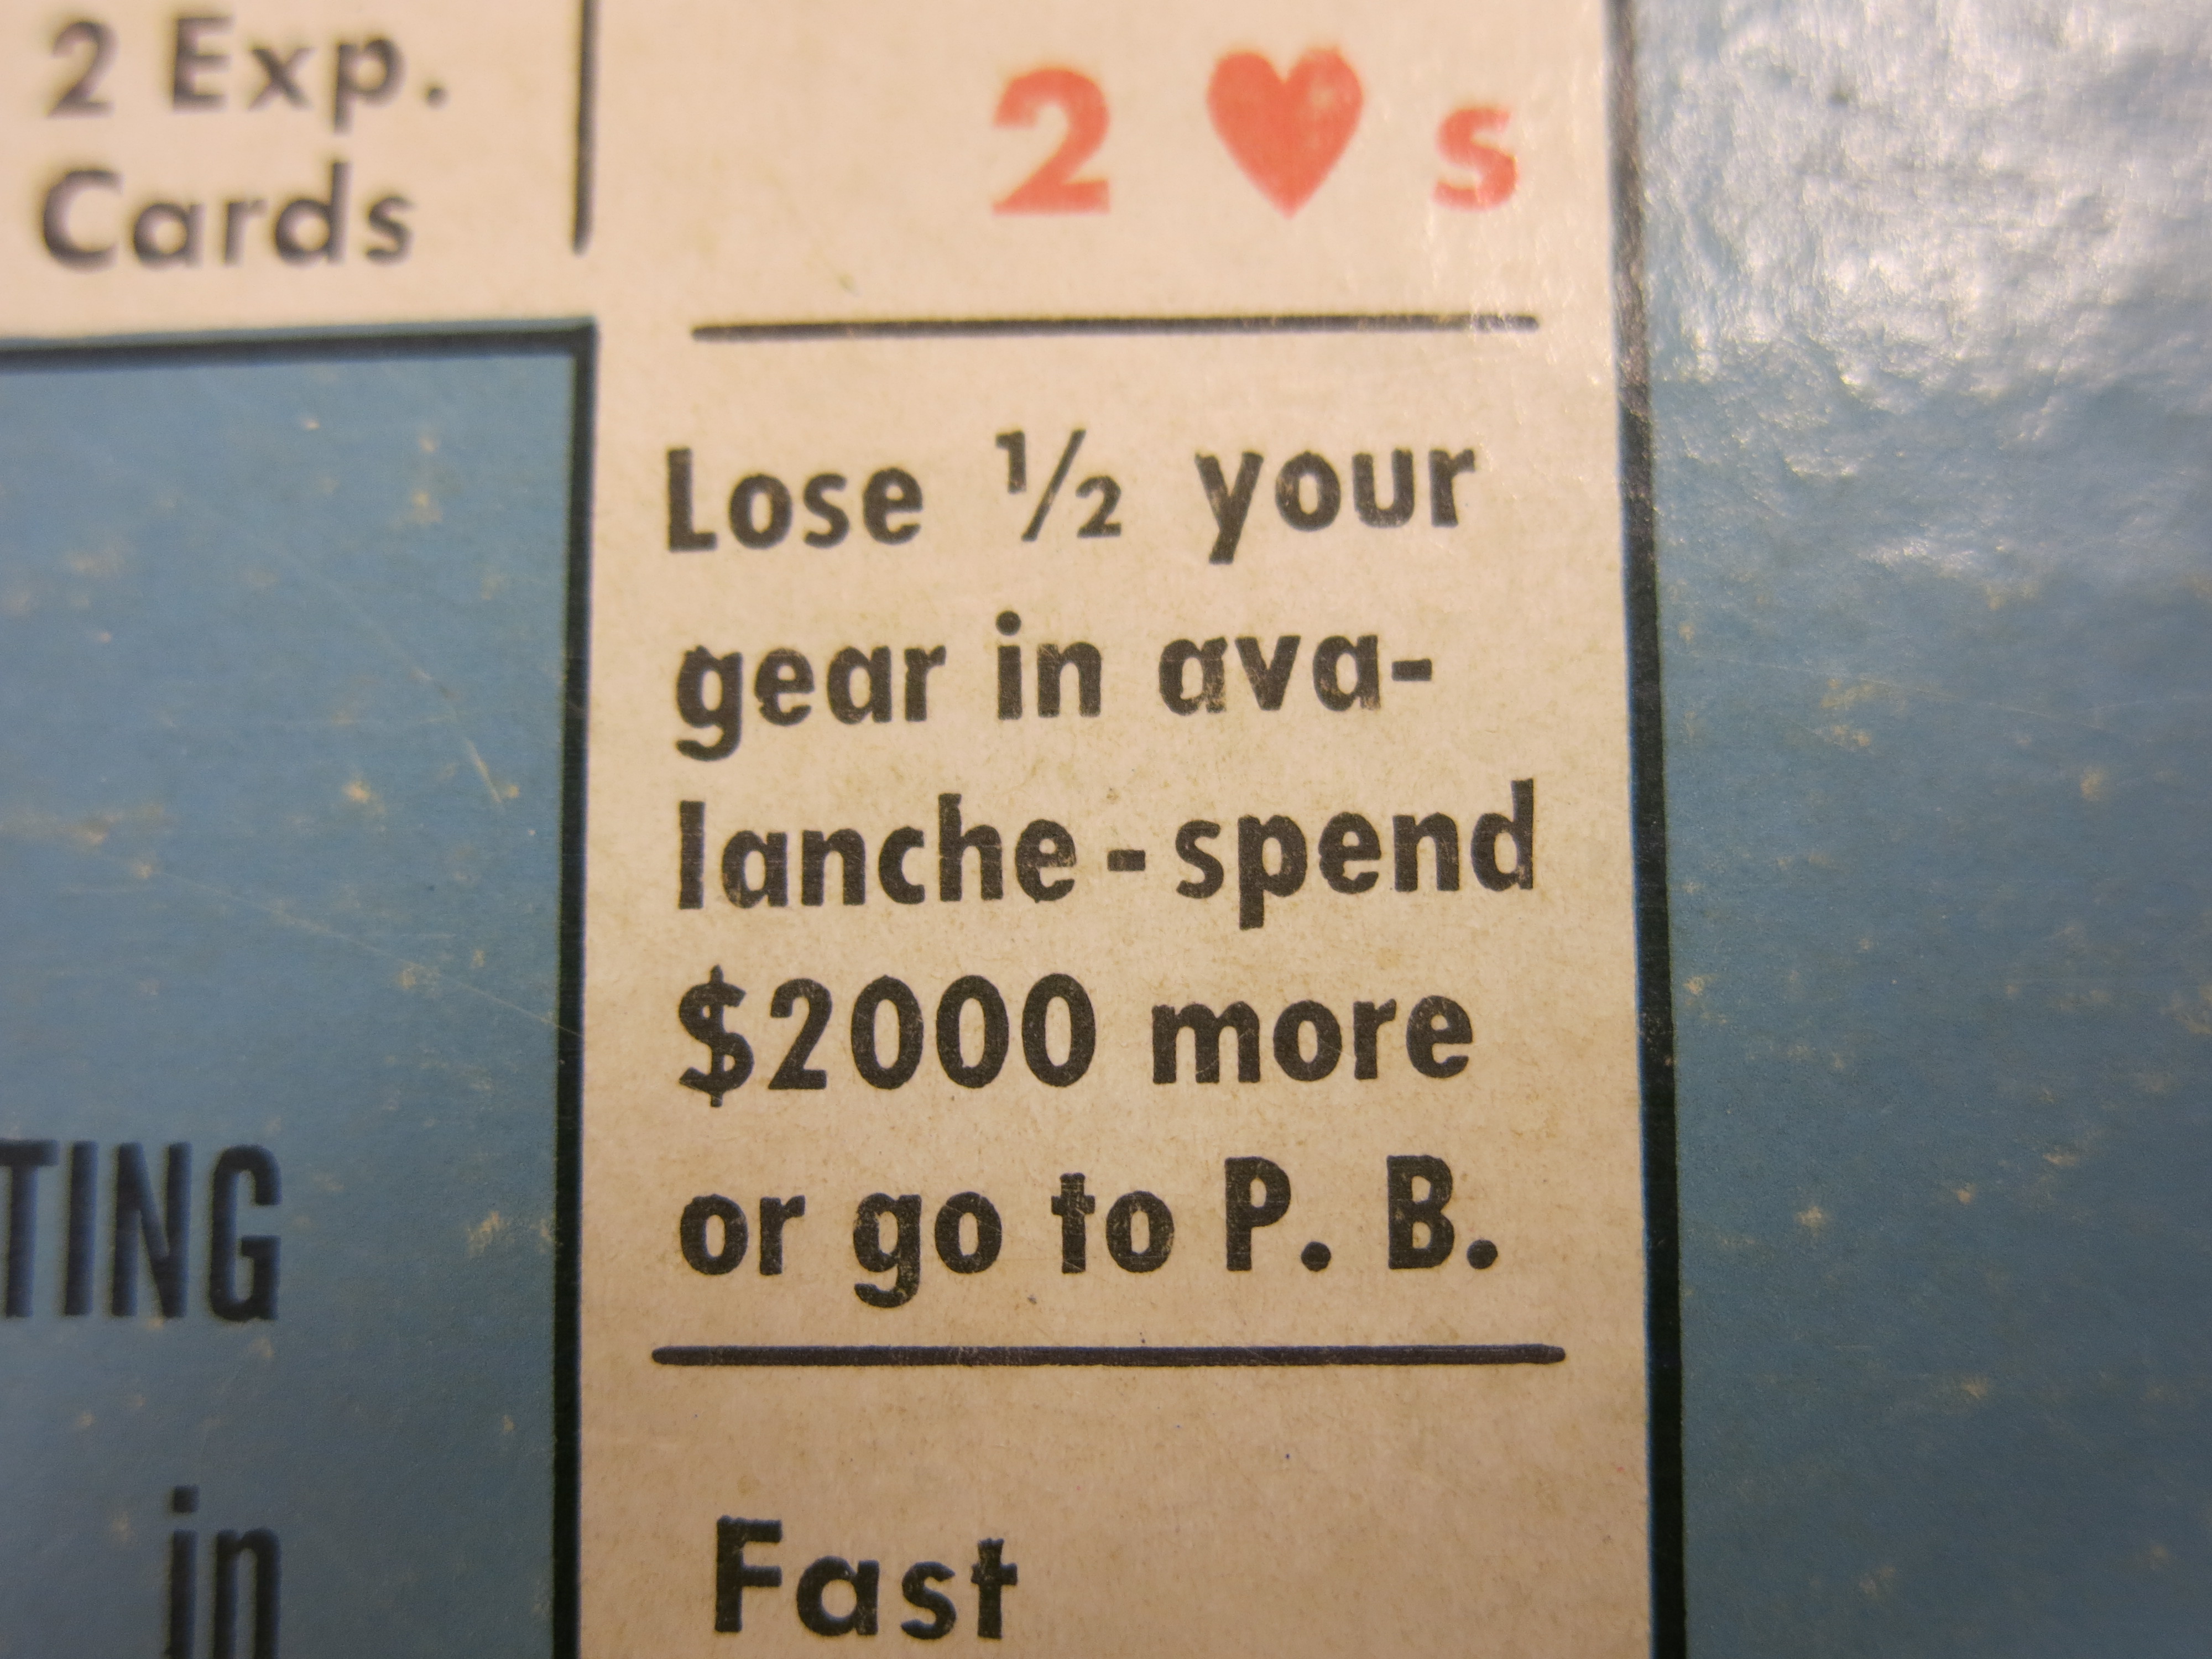 2 Exp.
Cards
2 ♥ s
Lose ½ your
gear in ava-
lanche - spend
$2000 more
or go to P. B.
Fast
TING
in